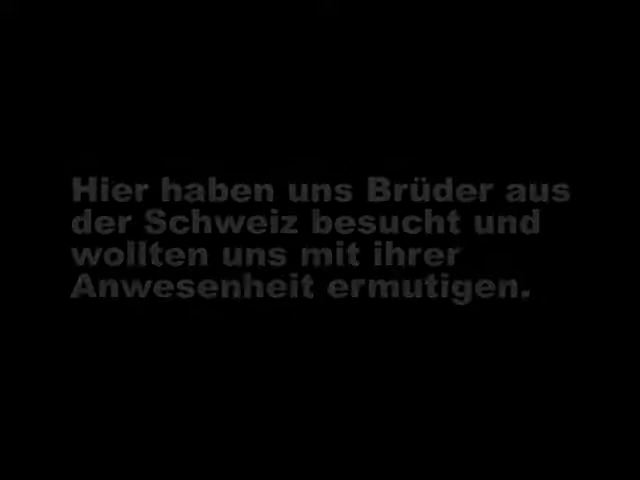 Hier haben uns Brüder aus
der Schweiz besucht und
wollten uns mit ihrer
Anwesenheit ermutigen.